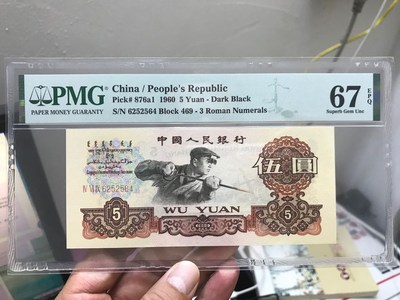 PMG
PAPER MONEY GUARANTY
China / People's Republic
Pick# 876a1 1960 5 Yuan - Dark Black
S/N 6252564 Block 469 - 3 Roman Numerals
67 EPQ
Superb Gem Unc
中國人民银行
6252564
伍圓
5
WU YUAN
5